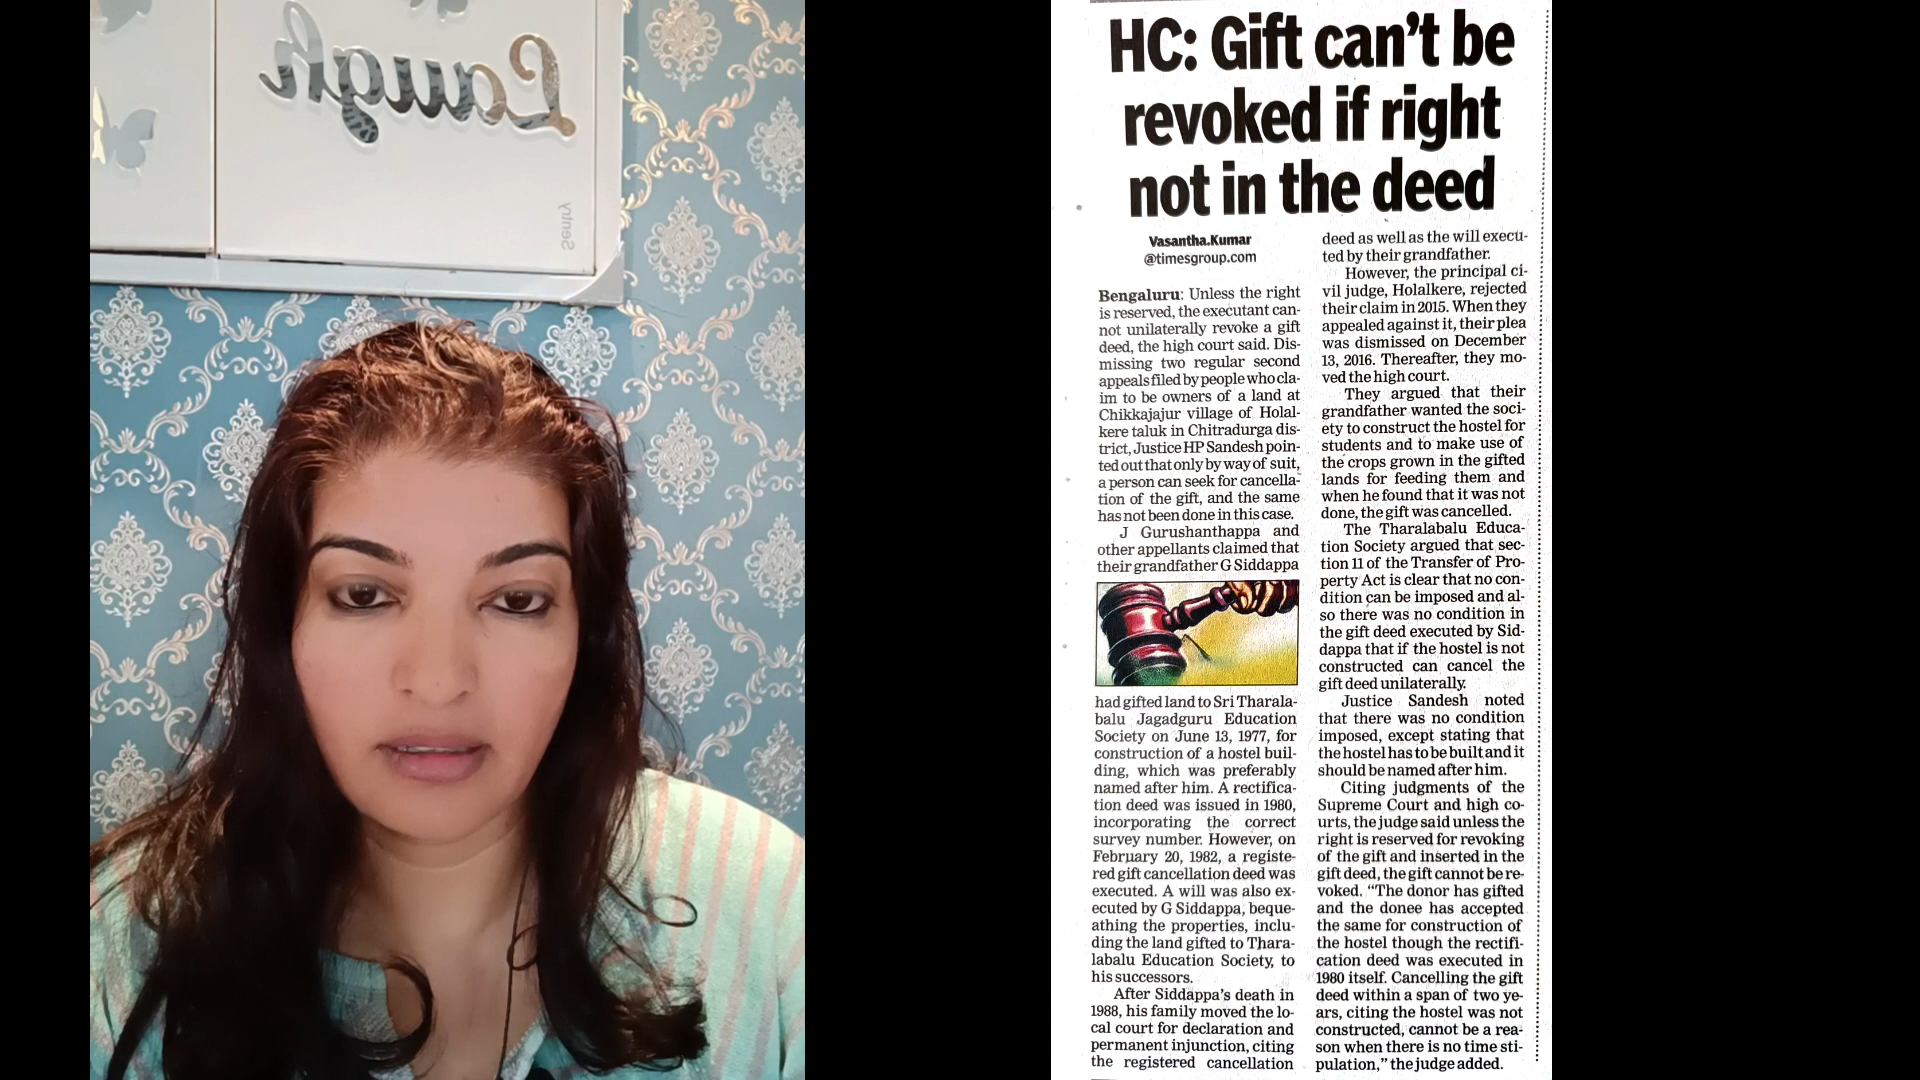 Laugh
Sentry
HC: Gift can't be
revoked if right
not in the deed
Vasantha.Kumar
@timesgroup.com
Bengaluru: Unless the right
is reserved, the executant can-
not unilaterally revoke a gift
deed, the high court said. Dis-
missing two regular second
appeals filed by people who cla-
im to be owners of a land at
Chikkajajur village of Holal-
kere taluk in Chitradurga dis-
trict, Justice HP Sandesh poin-
ted out that only by way of suit,
a person can seek for cancella-
tion of the gift, and the same
has not been done in this case.
J Gurushanthappa and
other appellants claimed that
their grandfather G Siddappa
had gifted land to Sri Tharala-
balu Jagadguru Education
Society on June 13, 1977, for
construction of a hostel buil-
ding, which was preferably
named after him. A rectifica-
tion deed was issued in 1980,
incorporating the correct
survey number. However, on
February 20, 1982, a registe-
red gift cancellation deed was
executed. A will was also ex-
ecuted by G Siddappa, beque-
athing the properties, inclu-
ding the land gifted to Thara-
labalu Education Society, to
his successors.
After Siddappa's death in
1988, his family moved the lo-
cal court for declaration and
permanent injunction, citing
the registered cancellation
deed as well as the will execu-
ted by their grandfather.
However, the principal ci-
vil judge, Holalkere, rejected
their claim in 2015. When they
appealed against it, their plea
was dismissed on December
13, 2016. Thereafter, they mo-
ved the high court.
They argued that their
grandfather wanted the soci-
ety to construct the hostel for
students and to make use of
the crops grown in the gifted
lands for feeding them and
when he found that it was not
done, the gift was cancelled.
The Tharalabalu Educa-
tion Society argued that sec-
tion 11 of the Transfer of Pro-
perty Act is clear that no con-
dition can be imposed and al-
so there was no condition in
the gift deed executed by Sid-
dappa that if the hostel is not
constructed can cancel the
gift deed unilaterally.
Justice Sandesh noted
that there was no condition
imposed, except stating that
the hostel has to be built and it
should be named after him.
Citing judgments of the
Supreme Court and high co-
urts, the judge said unless the
right is reserved for revoking
of the gift and inserted in the
gift deed, the gift cannot be re-
voked. “The donor has gifted
and the donee has accepted
the same for construction of
the hostel though the rectifi-
cation deed was executed in
1980 itself. Cancelling the gift
deed within a span of two ye-
ars, citing the hostel was not
constructed, cannot be a rea-
son when there is no time sti-
pulation,” the judge added.